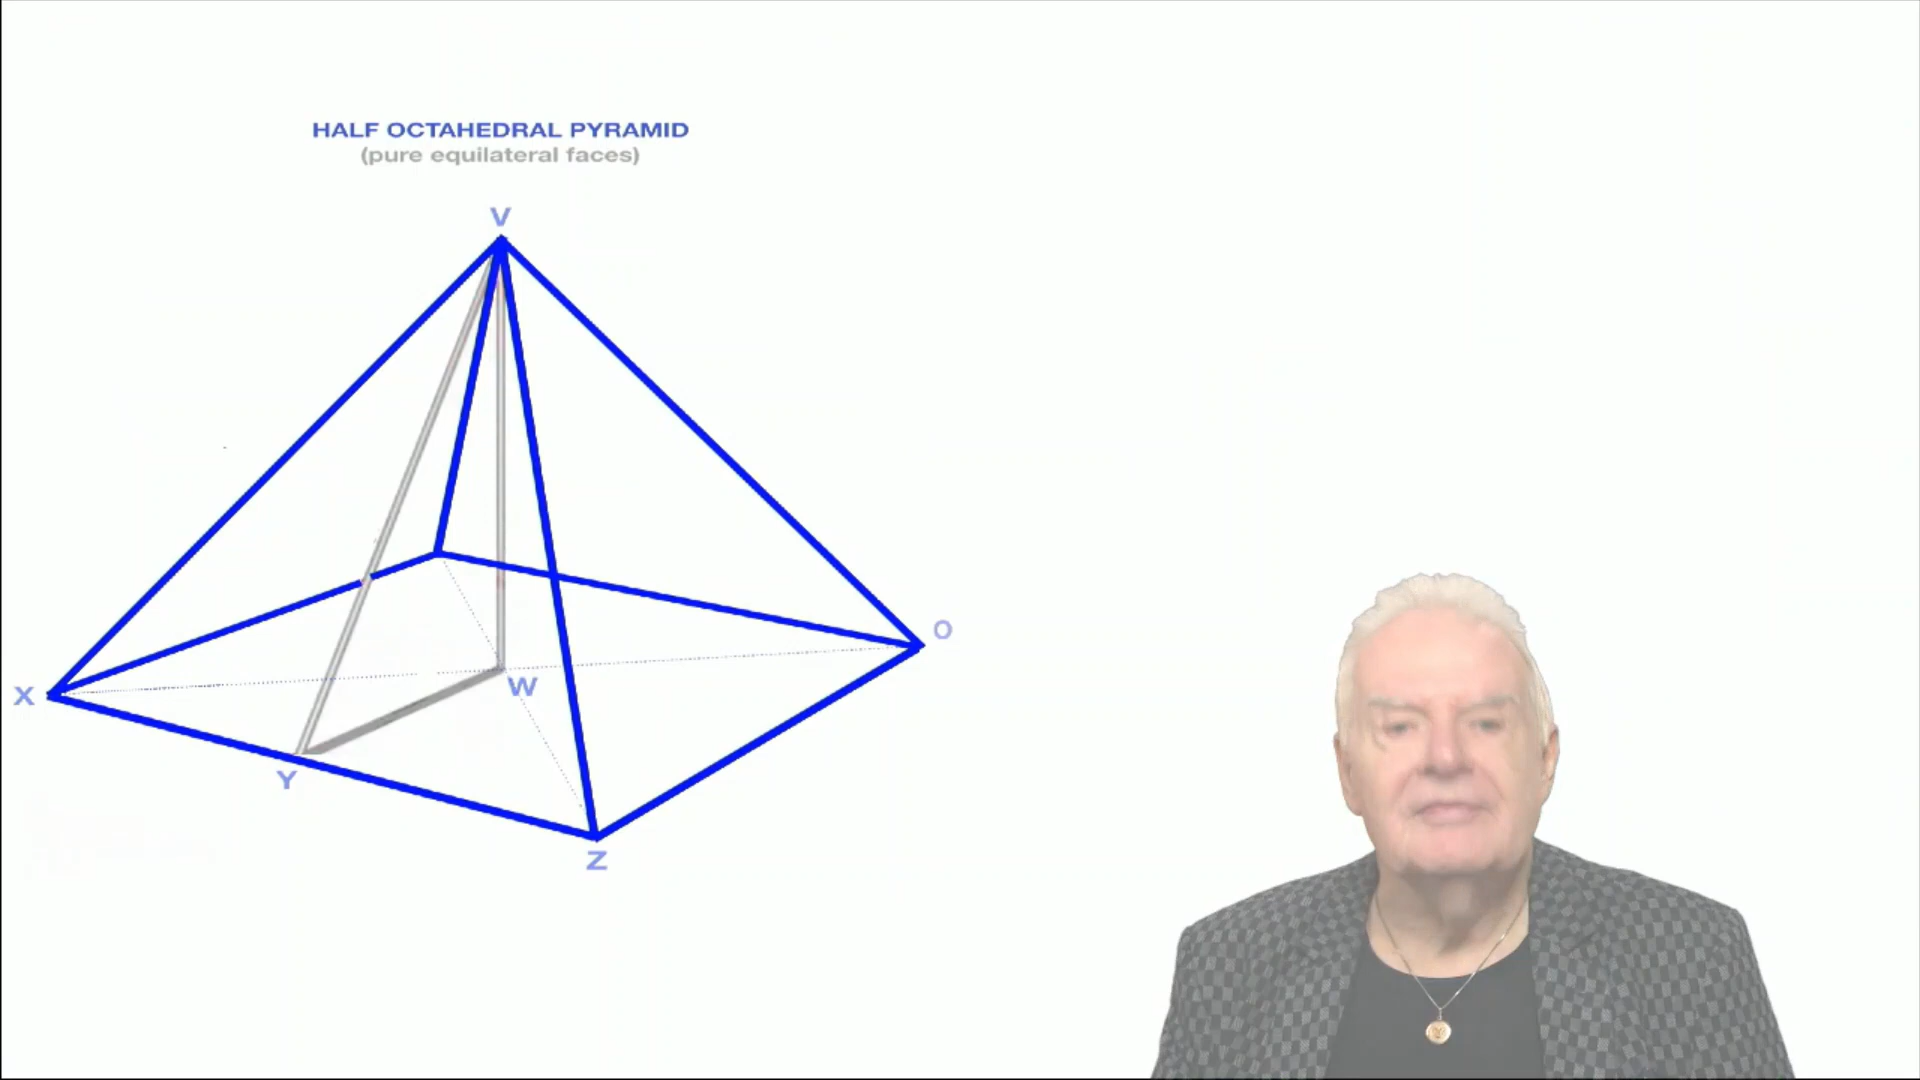 HALF OCTAHEDRAL PYRAMID
(pure equilateral faces)
V
O
X
W
Y
Z